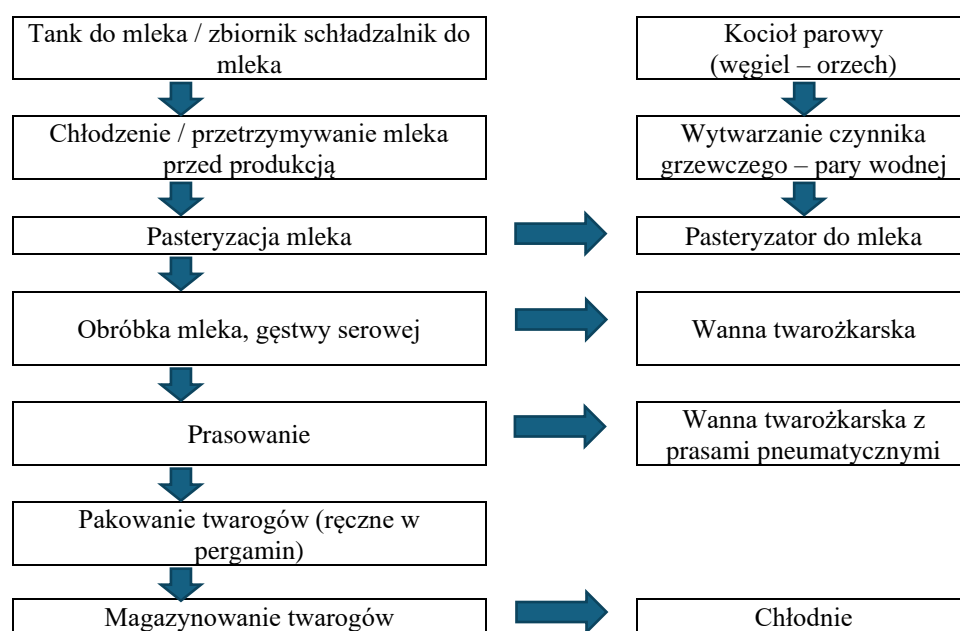 Tank do mleka / zbiornik schładzalnik do
mleka
Kocioł parowy
(węgiel – orzech)
Chłodzenie / przetrzymywanie mleka
przed produkcją
Wytwarzanie czynnika
grzewczego – pary wodnej
Pasteryzacja mleka
Pasteryzator do mleka
Obróbka mleka, gęstwy serowej
Wanna twarożkarska
Prasowanie
Wanna twarożkarska z
prasami pneumatycznymi
Pakowanie twarogów (ręczne w
pergamin)
Magazynowanie twarogów
Chłodnie